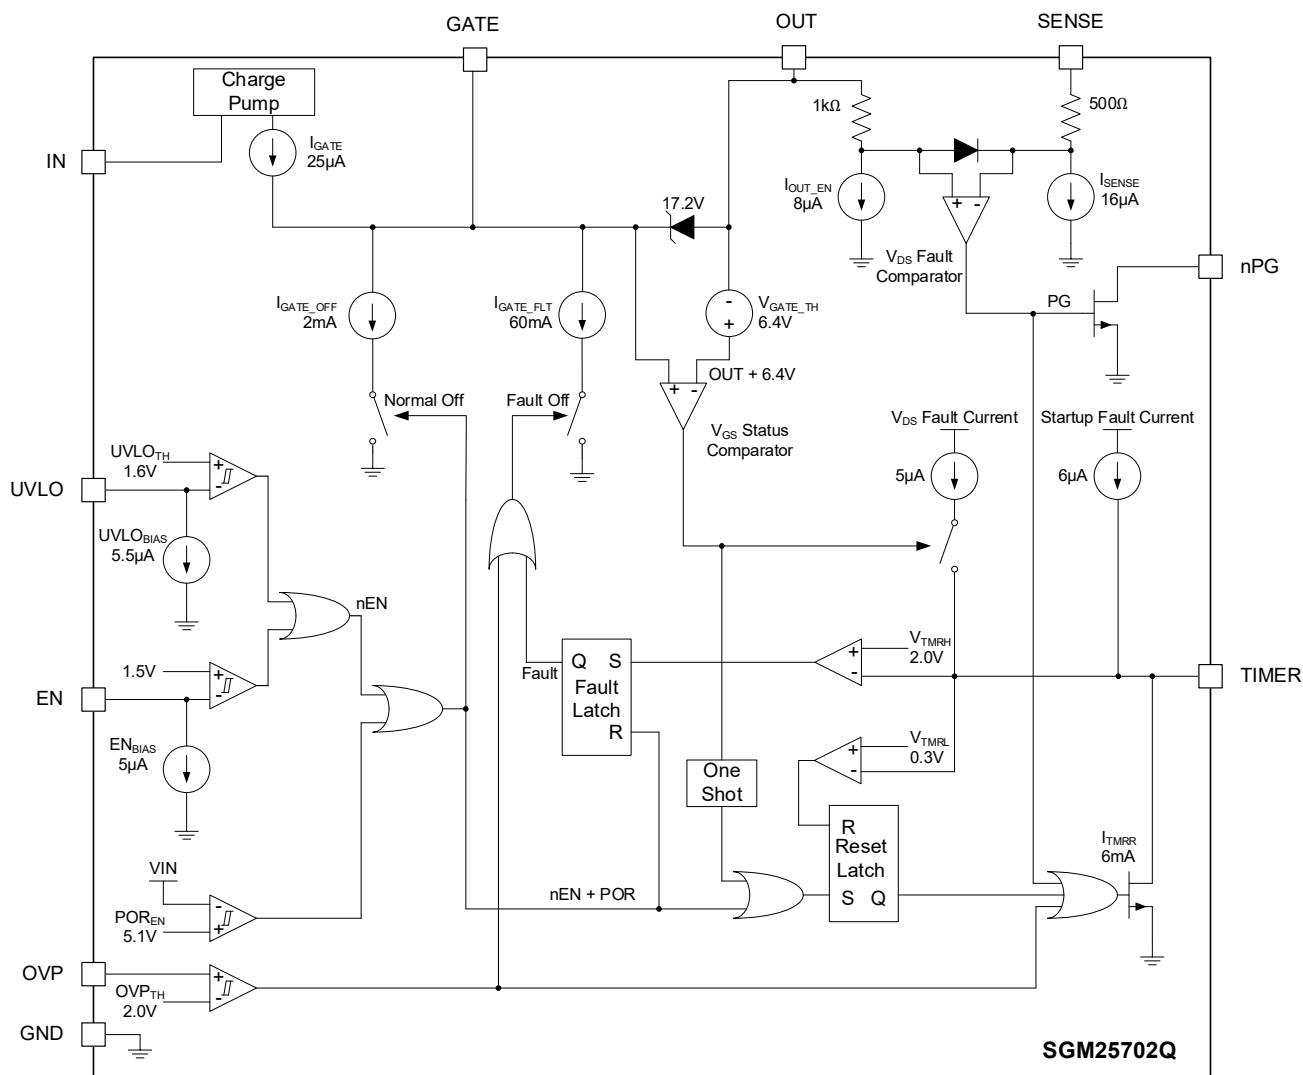 GATE
OUT
SENSE
Charge
Pump
1kΩ
500Ω
IN
IGATE
25μA
IOUT_EN
8μA
ISENSE
16μA
17.2V
+ -
VDS Fault
Comparator
nPG
PG
IGATE_OFF
2mA
IGATE_FLT
60mA
-
+
VGATE_TH
6.4V
OUT + 6.4V
+ -
Normal Off
Fault Off
VGS Status
Comparator
VDS Fault Current
Startup Fault Current
5μA
6μA
UVLOTH
1.6V
+
-
UVLO
UVLOBIAS
5.5μA
nEN
1.5V
+
-
EN
ENBIAS
5μA
Fault
Q S
Fault
Latch
R
+
-
VTMRH
2.0V
TIMER
+
-
VTMRL
0.3V
One
Shot
R
Reset
Latch
S Q
ITMRR
6mA
VIN
-
+
POREN
5.1V
nEN + POR
OVP
+
-
OVPTH
2.0V
GND
SGM25702Q